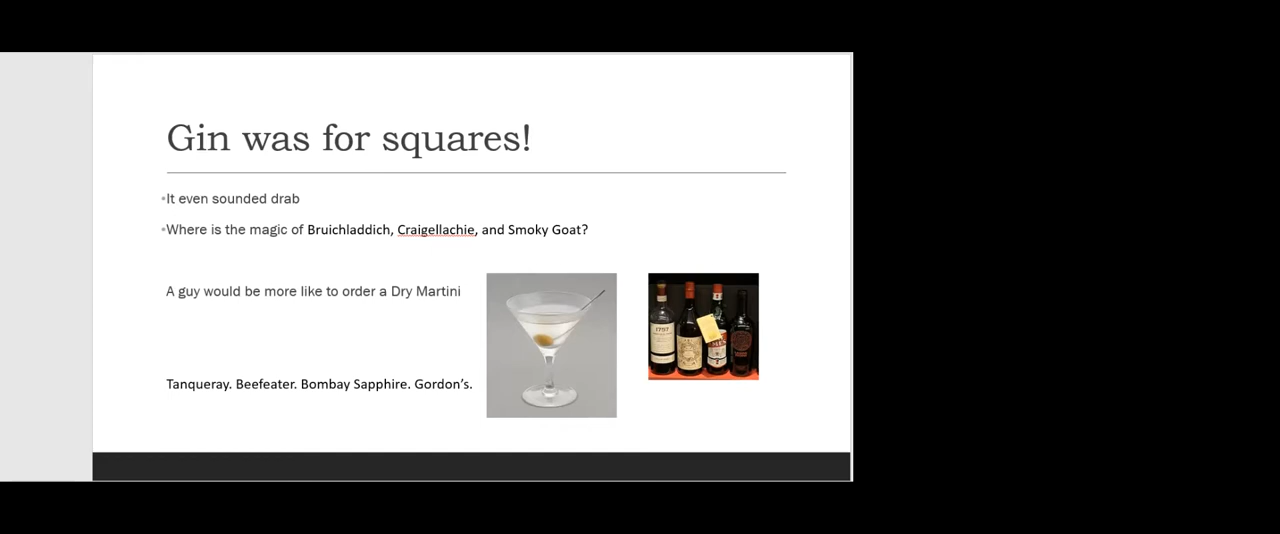 Gin was for squares!
It even sounded drab
Where is the magic of Bruichladdich, Craigellachie, and Smoky Goat?
A guy would be more like to order a Dry Martini
1757
Tanqueray. Beefeater. Bombay Sapphire. Gordon's.